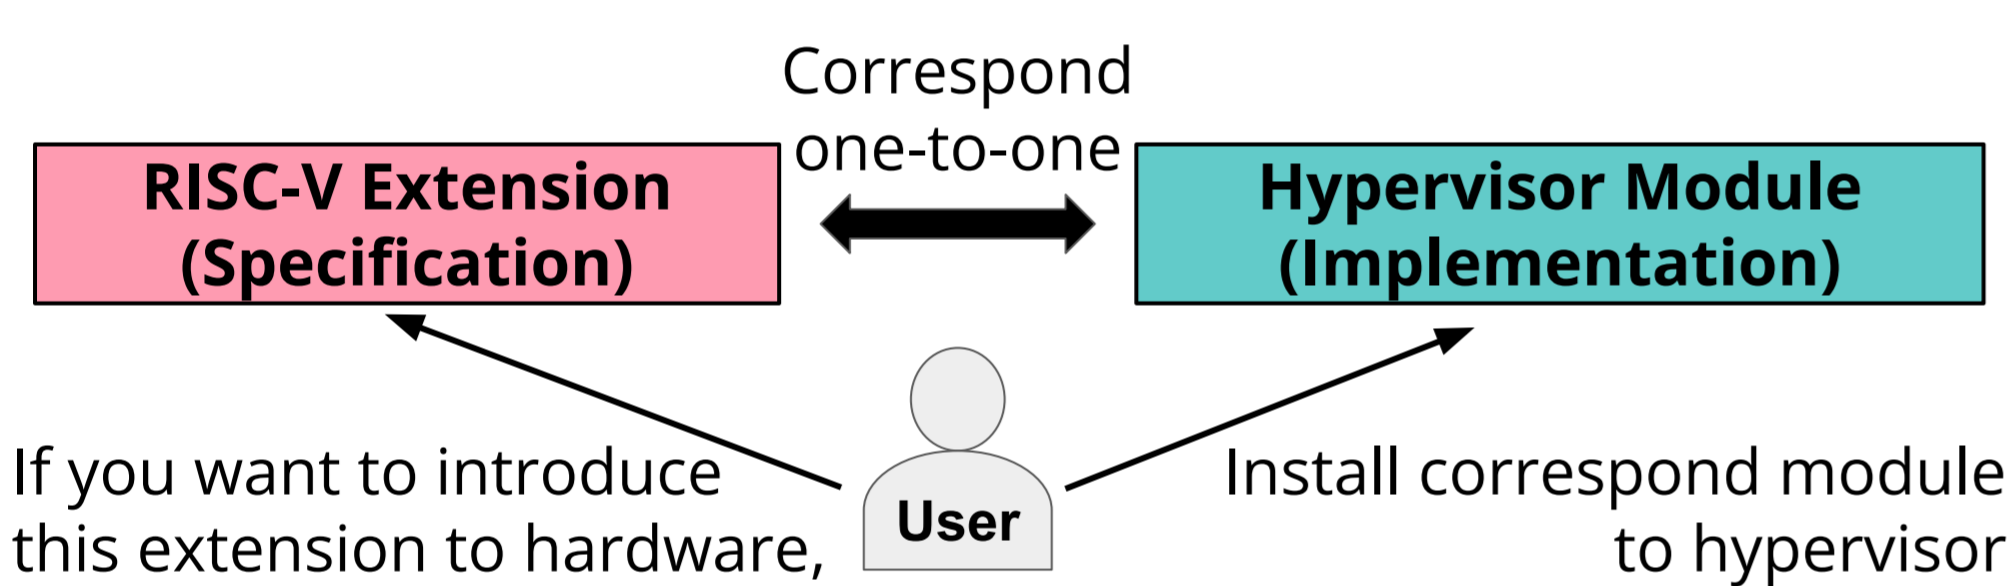 Correspond
one-to-one
RISC-V Extension
(Specification)
Hypervisor Module
(Implementation)
If you want to introduce
this extension to hardware,
User
Install correspond module
to hypervisor